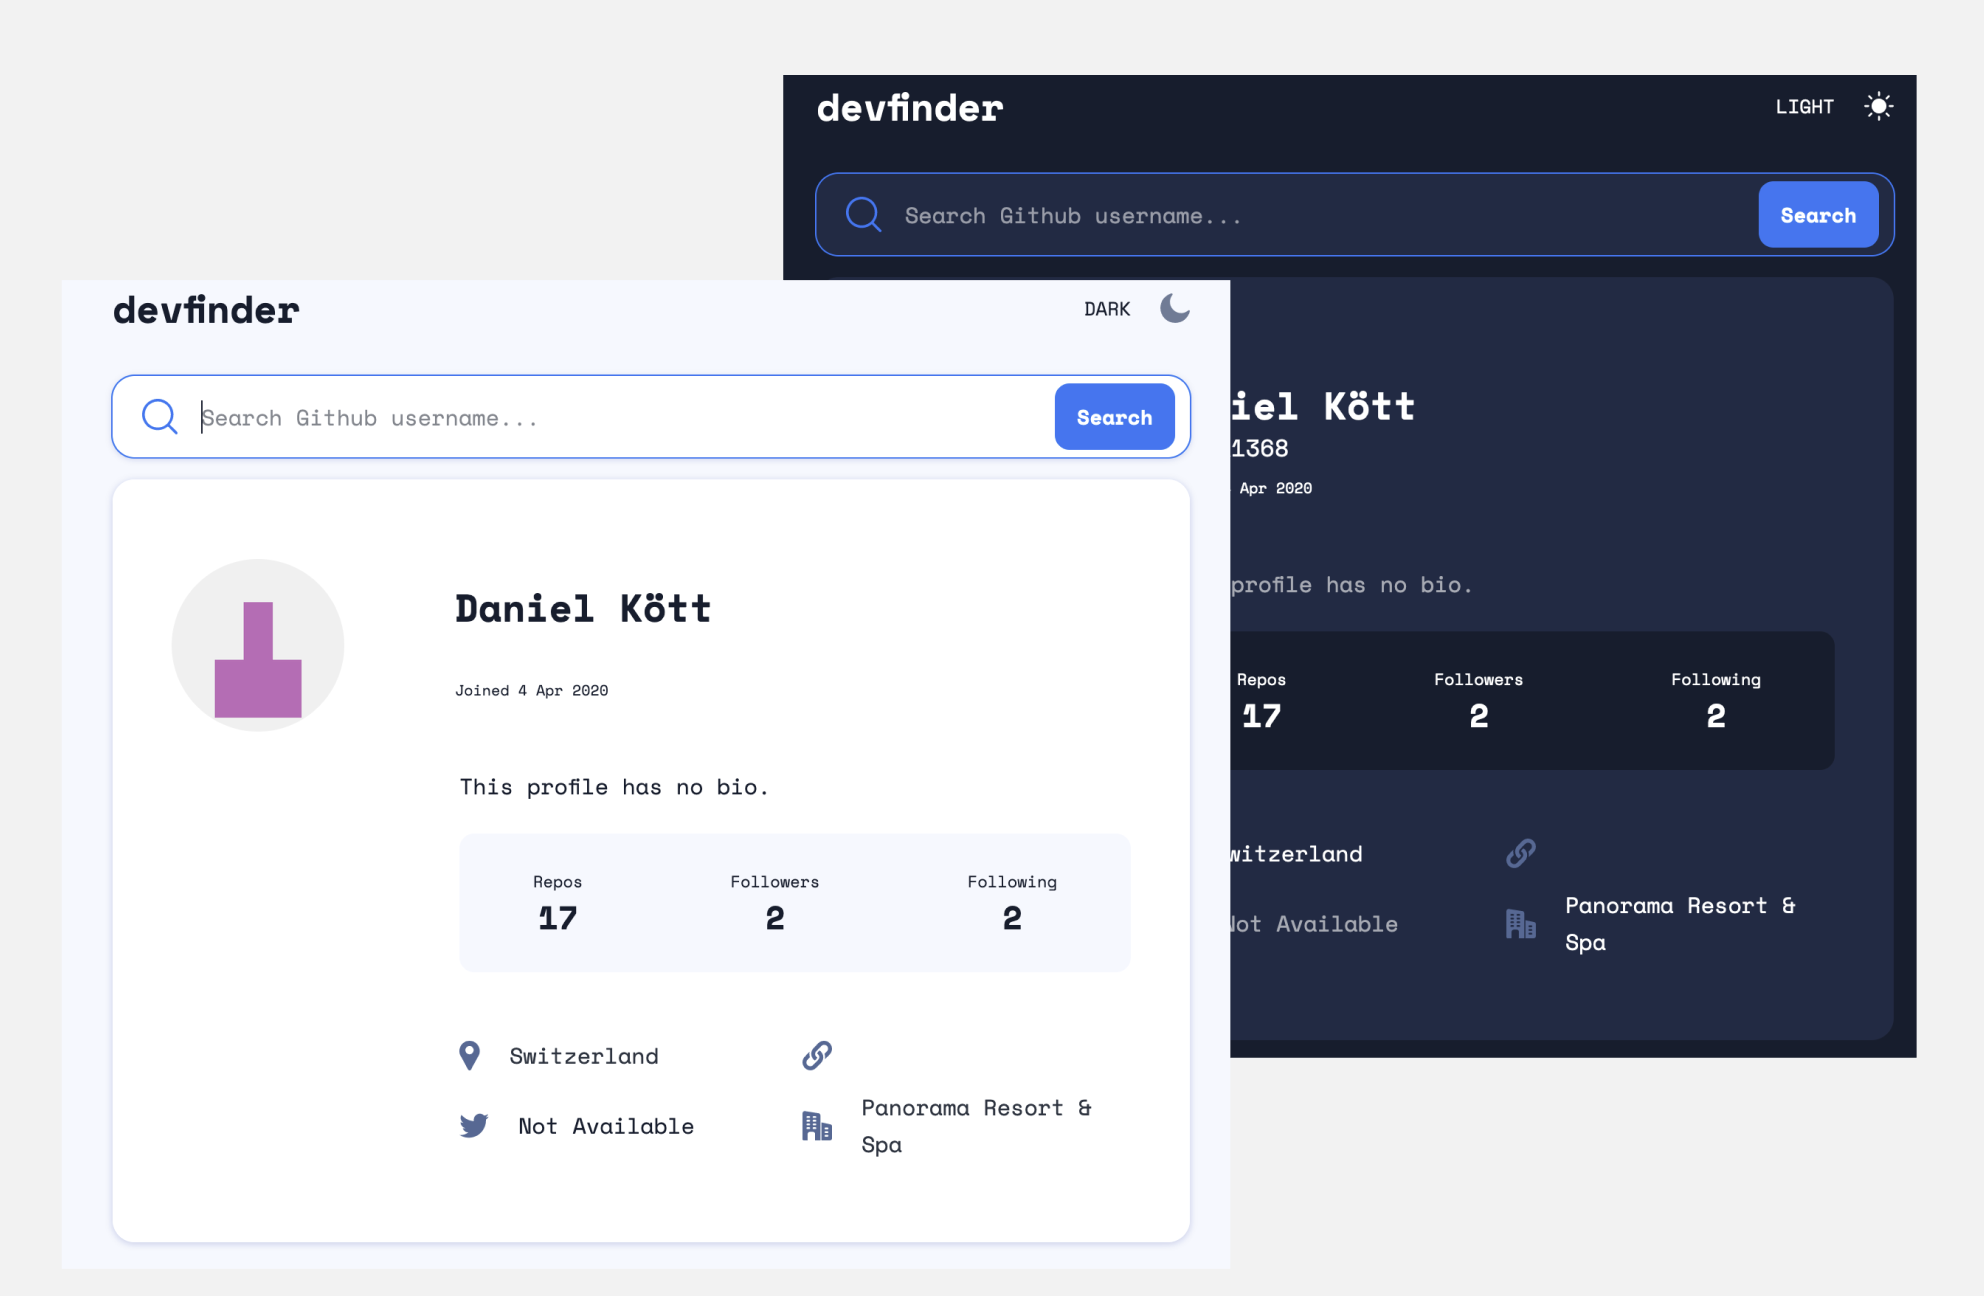 devfinder
LIGHT
Search Github username...
Search
devfinder
DARK
Search Github username...
Search
iel Kött
1368
Apr 2020
profile has no bio.
Repos
Followers
Following
17
2
2
witzerland
Not Available
Panorama Resort &
Spa
Daniel Kött
Joined 4 Apr 2020
This profile has no bio.
Repos
Followers
Following
17
2
2
Switzerland
Not Available
Panorama Resort &
Spa